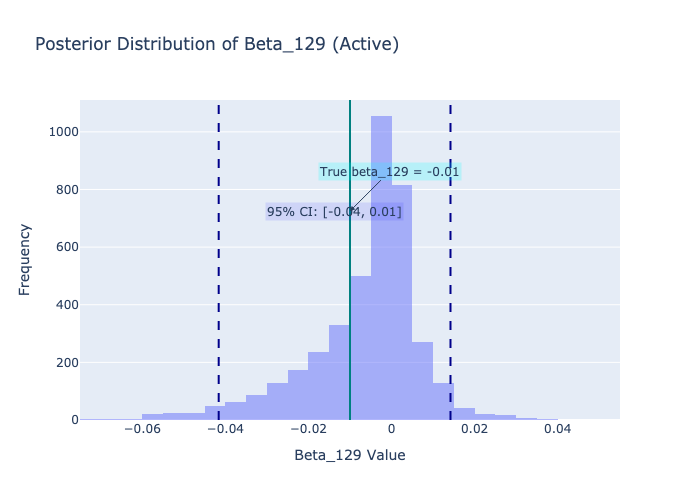 Posterior Distribution of Beta_129 (Active)
1000
800
600
400
200
0
Frequency
True beta_129 = -0.01
95% CI: [-0.04, 0.01]
−0.06
−0.04
−0.02
0
0.02
0.04
Beta_129 Value